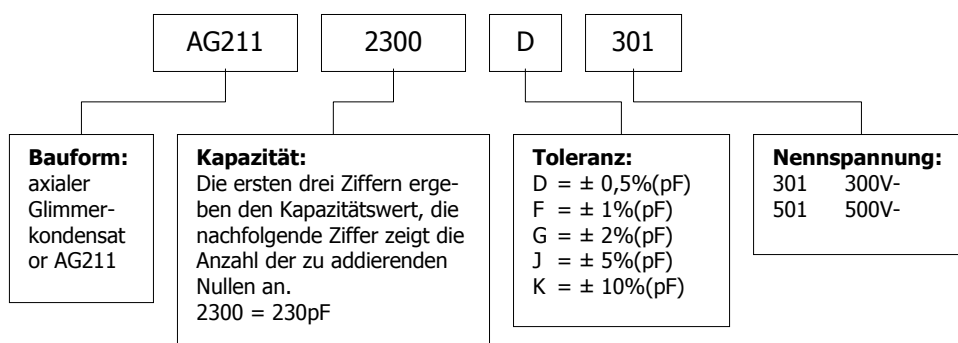 AG211 2300 D 301
Bauform:
axialer
Glimmer-
kondensat
or AG211
Kapazität:
Die ersten drei Ziffern erge-
ben den Kapazitätswert, die
nachfolgende Ziffer zeigt die
Anzahl der zu addierenden
Nullen an.
2300 = 230pF
Toleranz:
D = ± 0,5%(pF)
F = ± 1%(pF)
G = ± 2%(pF)
J = ± 5%(pF)
K = ± 10%(pF)
Nennspannung:
301 300V-
501 500V-